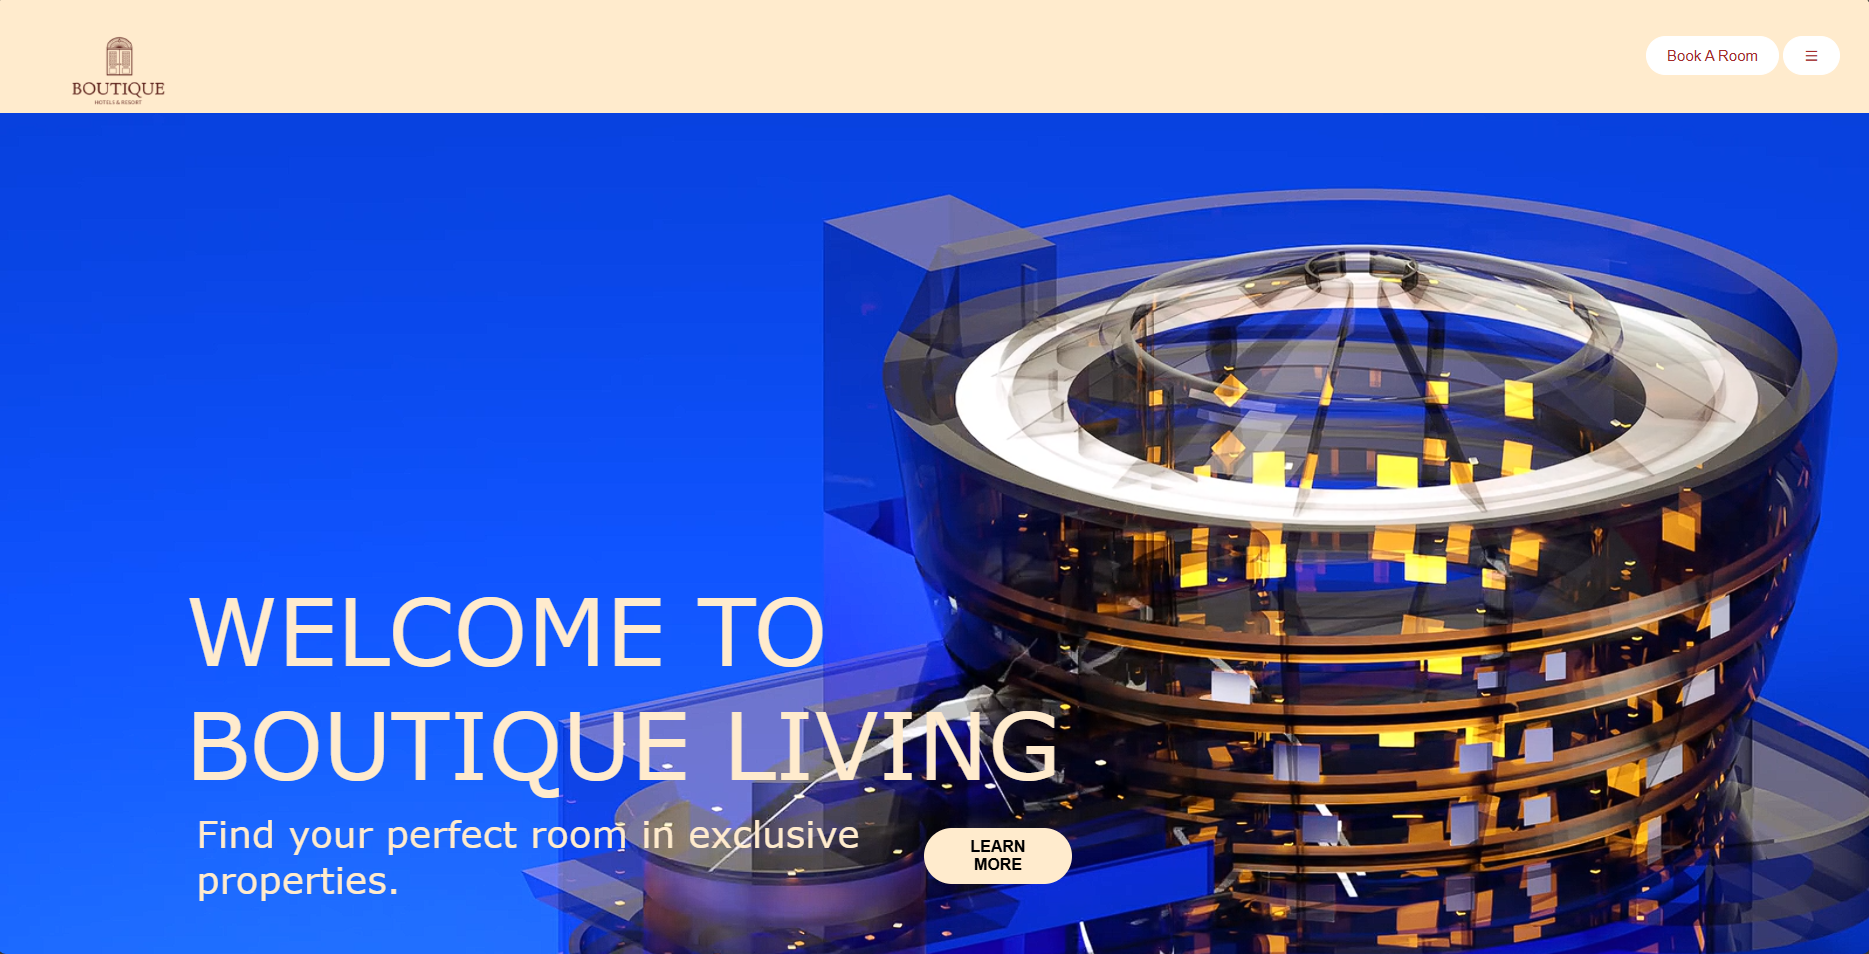 BOUTIQUE
HOTELS & RESORT
Book A Room
WELCOME TO
BOUTIQUE LIVING
Find your perfect room in exclusive
properties.
LEARN
MORE